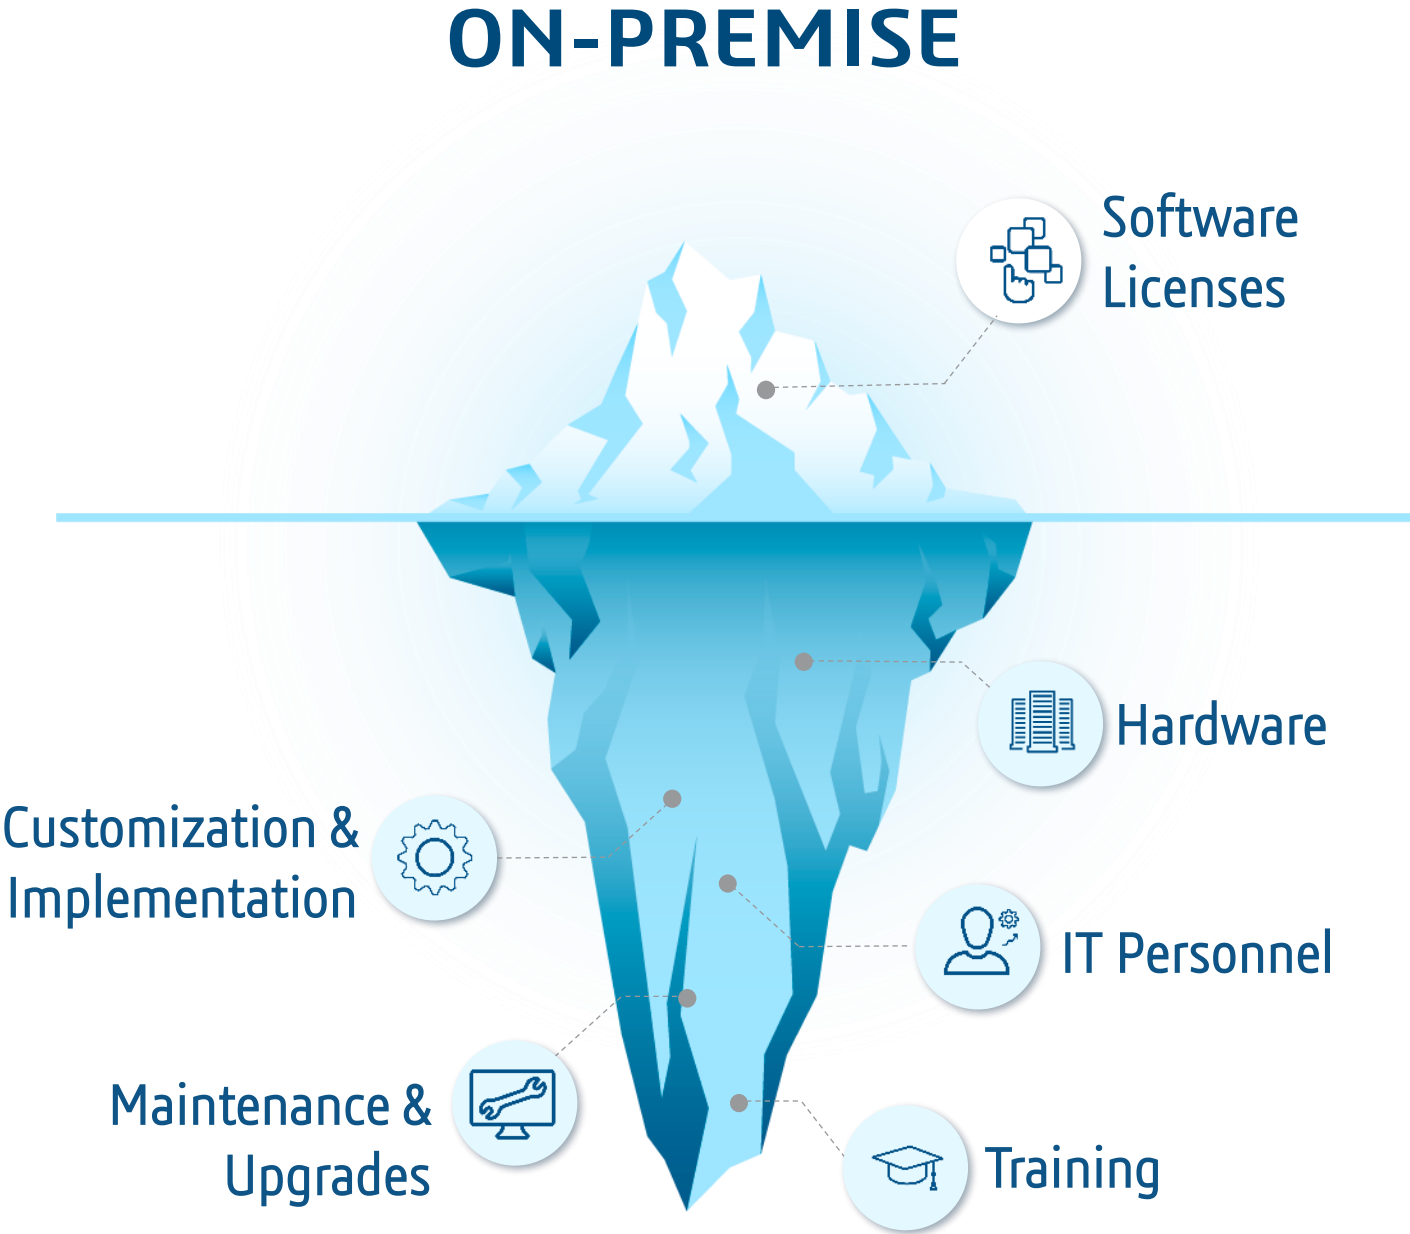 ON-PREMISE
Software
Licenses
Hardware
Customization &
Implementation
IT Personnel
Maintenance &
Upgrades
Training